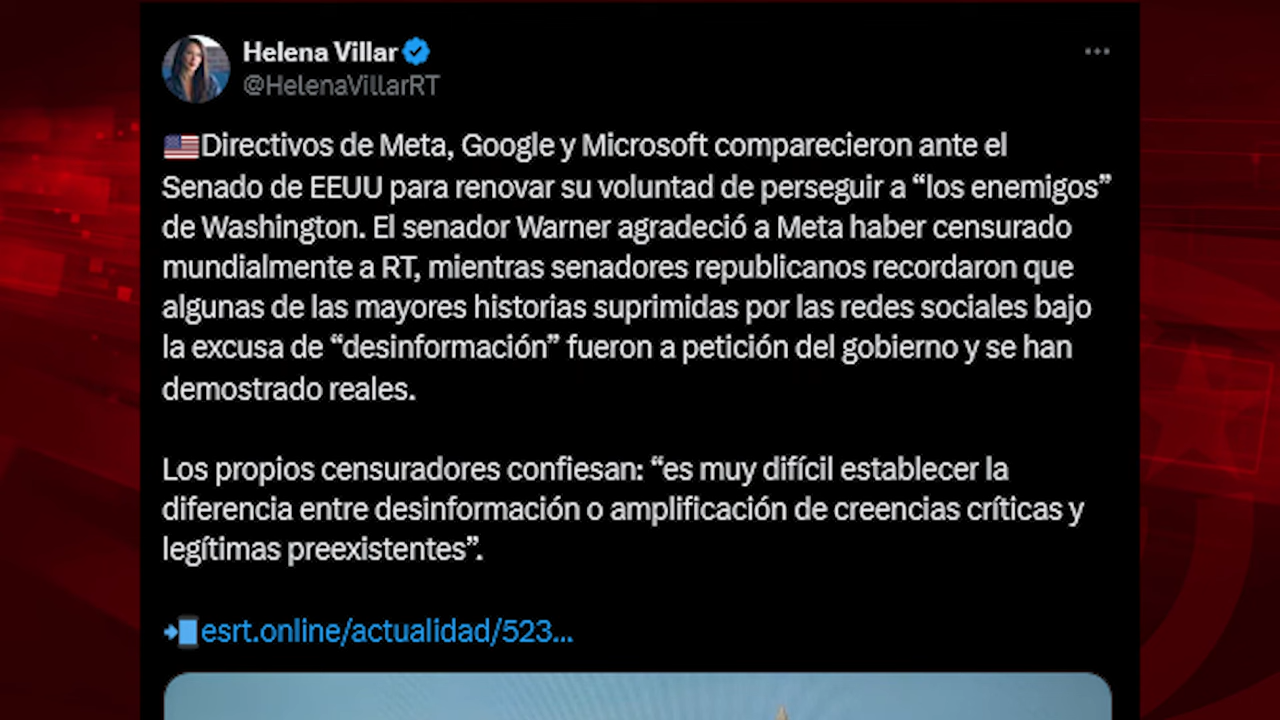 Helena Villar
@HelenaVillarRT
Directivos de Meta, Google y Microsoft comparecieron ante el
Senado de EEUU para renovar su voluntad de perseguir a “los enemigos”
de Washington. El senador Warner agradeció a Meta haber censurado
mundialmente a RT, mientras senadores republicanos recordaron que
algunas de las mayores historias suprimidas por las redes sociales bajo
la excusa de “desinformación” fueron a petición del gobierno y se han
demostrado reales.
Los propios censuradores confiesan: “es muy difícil establecer la
diferencia entre desinformación o amplificación de creencias críticas y
legítimas preexistentes”.
esrt.online/actualidad/523...